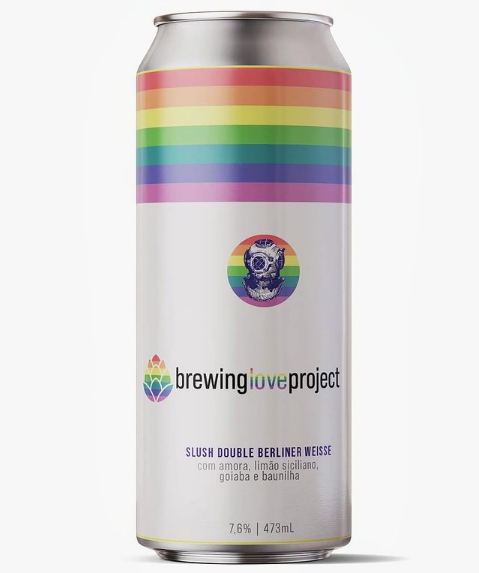 brewingloveproject
SLUSH DOUBLE BERLINER WEISSE
com amora, limão siciliano,
goiaba e baunilha
7,6% | 473mL